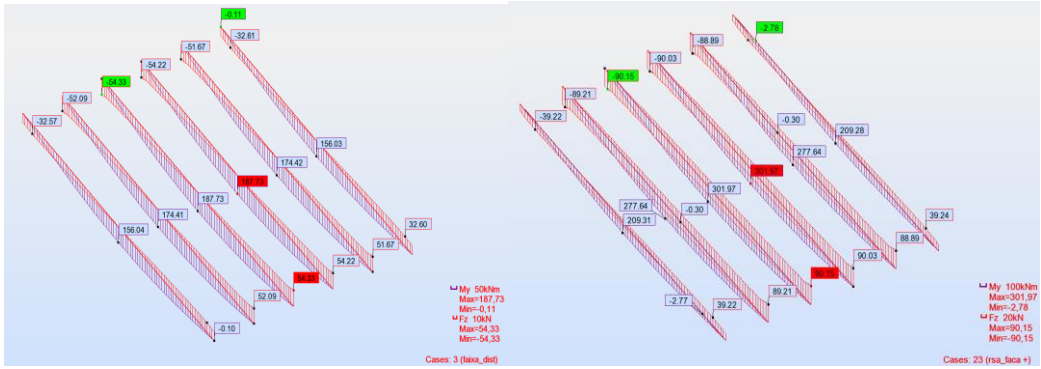 -0.11
-32.61
-51.67
-54.22
-54.33
-52.09
-32.57
156.03
174.42
187.73
187.73
174.41
156.04
32.60
51.67
54.22
54.33
52.09
-0.10
My 50kNm
Max=187,73
Min=-0,11
Fz 10kN
Max=54,33
Min=-54,33
Cases: 3 (faixa_dist)
-2.78
-88.89
-90.03
-90.15
-89.21
-39.22
-0.30
209.28
277.64
301.97
301.97
277.64
209.31
-0.30
39.24
88.89
90.03
90.15
89.21
-2.77
39.22
My 100kNm
Max=301,97
Min=-2,78
Fz 20kN
Max=90,15
Min=-90,15
Cases: 23 (rsa_faca +)